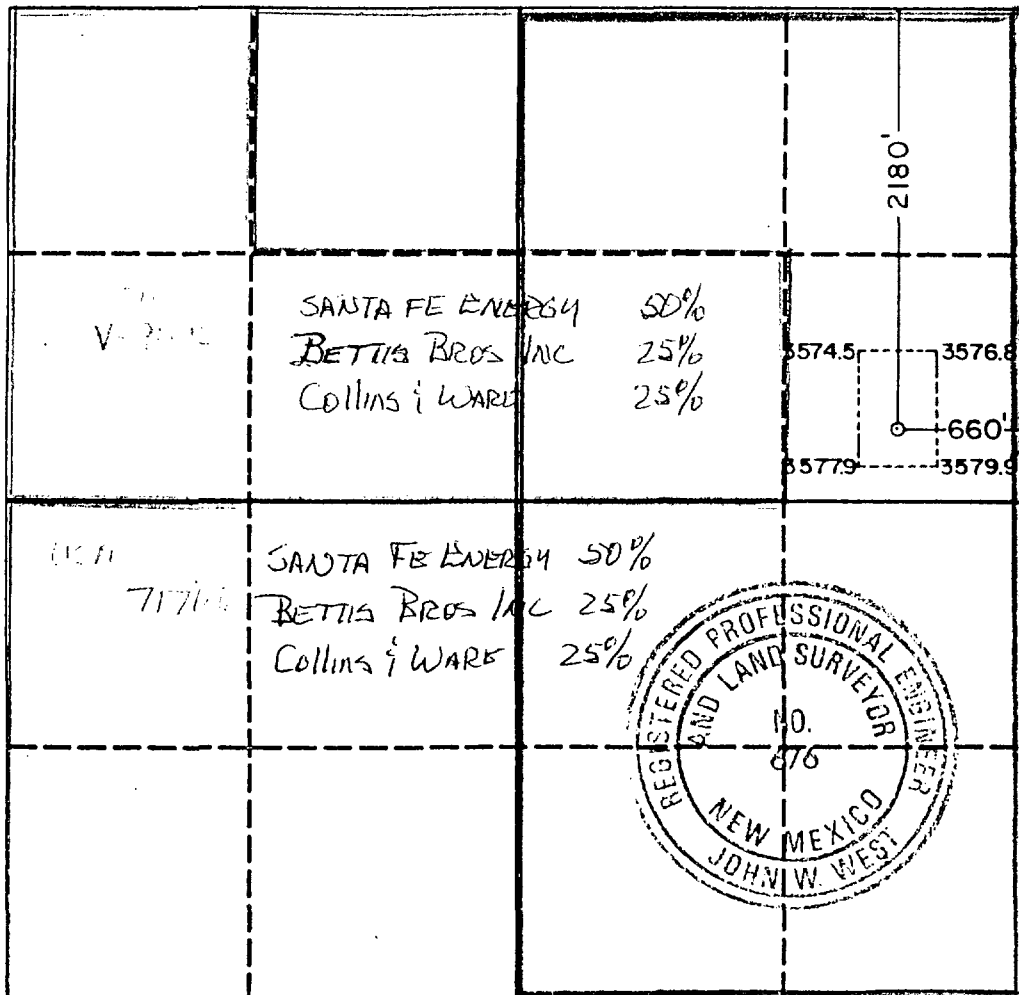 2180'
SANTA FE ENERGY 50%
BETTIS BROS INC 25%
Collins & WARE 25%
3574.5 3576.8
660'
3577.9 3579.9
SANTA FE ENERGY 50%
BETTIS BROS INC 25%
Collins & WARE 25%
REGISTERED PROFESSIONAL ENGINEER
AND LAND SURVEYOR
NO.
676
NEW MEXICO
JOHN W. WEST